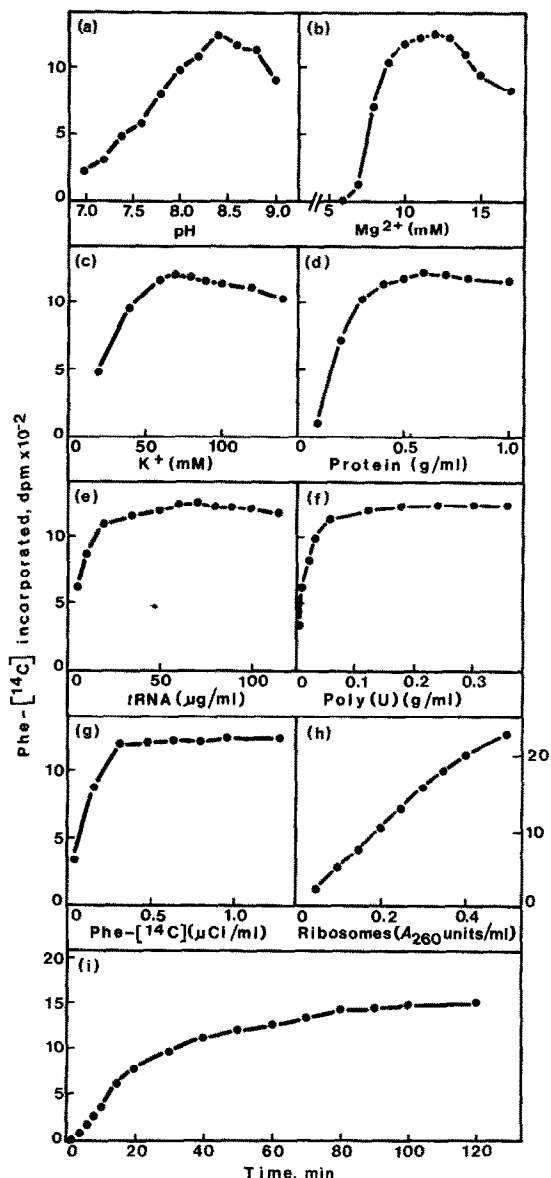 (a)
(b)
10
5
0
7.0 7.5 8.0 8.5 9.0
5 10 15
pH
Mg2+ (mM)
(c)
(d)
10
5
0
0 50 100
0 0.5 1.0
K+ (mM)
Protein (g/ml)
(e)
(f)
10
5
0
0 50 100
0 0.1 0.2 0.3
tRNA (µg/ml)
Poly(U) (g/ml)
(g)
(h)
10
5
0
20
10
0
0 0.5 1.0
0 0.2 0.4
Phe-[14C] (µCi/ml)
Ribosomes (A260 units/ml)
(i)
20
15
10
5
0
0 20 40 60 80 100 120
Time, min
Phe-[14C] incorporated, dpm x10-2